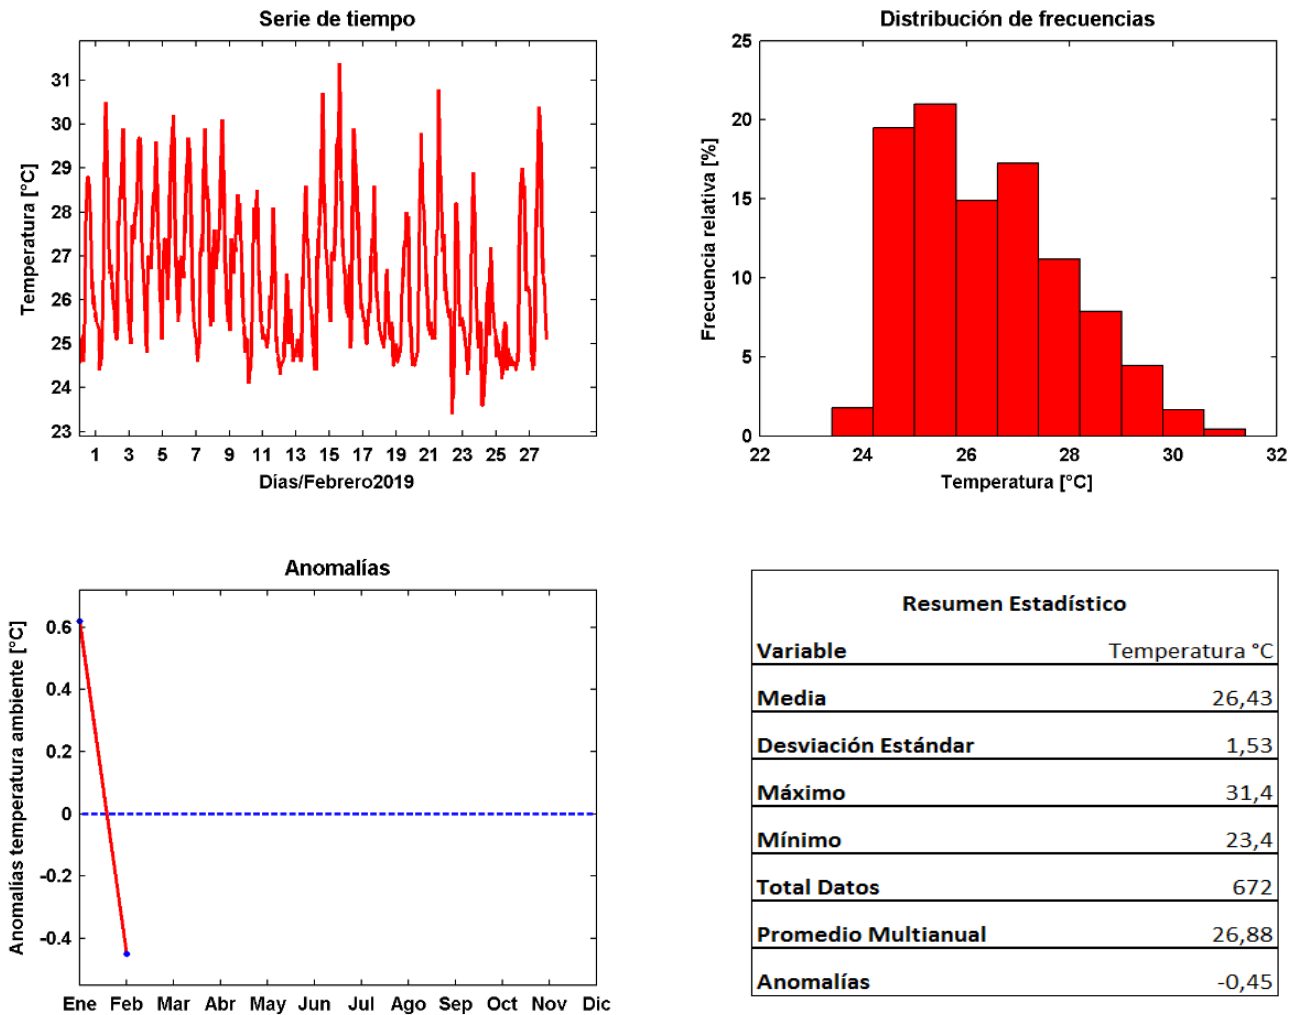 Serie de tiempo
Temperatura [°C]
31
30
29
28
27
26
25
24
23
1 3 5 7 9 11 13 15 17 19 21 23 25 27
Días/Febrero2019
Distribución de frecuencias
Frecuencia relativa [%]
25
20
15
10
5
0
22 24 26 28 30 32
Temperatura [°C]
Anomalías
Anomalías temperatura ambiente [°C]
0.6
0.4
0.2
0
-0.2
-0.4
Ene Feb Mar Abr May Jun Jul Ago Sep Oct Nov Dic
Resumen Estadístico
Variable Temperatura °C
Media 26,43
Desviación Estándar 1,53
Máximo 31,4
Mínimo 23,4
Total Datos 672
Promedio Multianual 26,88
Anomalías -0,45